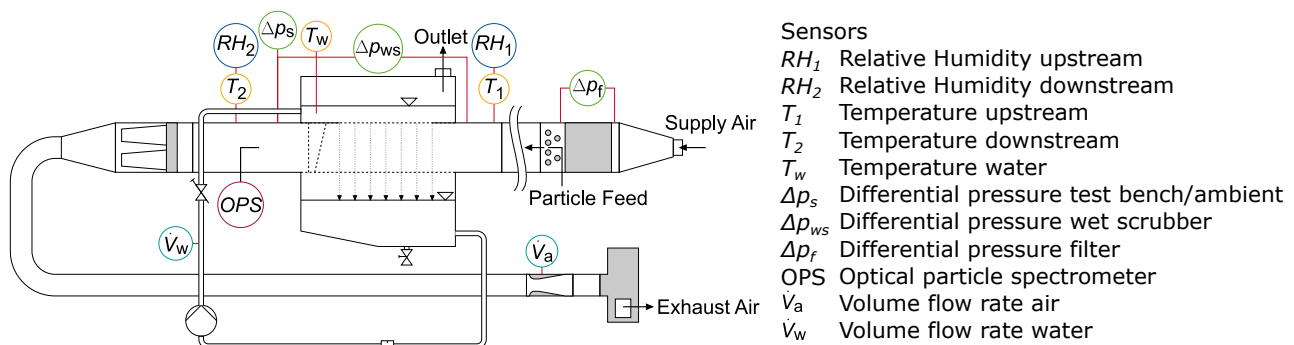 Δps
RH2
Tw
Δpws
Outlet
RH1
T2
T1
Δpf
Supply Air
OPS
Particle Feed
V̇w
V̇a
Exhaust Air
Sensors
RH1 Relative Humidity upstream
RH2 Relative Humidity downstream
T1 Temperature upstream
T2 Temperature downstream
Tw Temperature water
Δps Differential pressure test bench/ambient
Δpws Differential pressure wet scrubber
Δpf Differential pressure filter
OPS Optical particle spectrometer
V̇a Volume flow rate air
V̇w Volume flow rate water